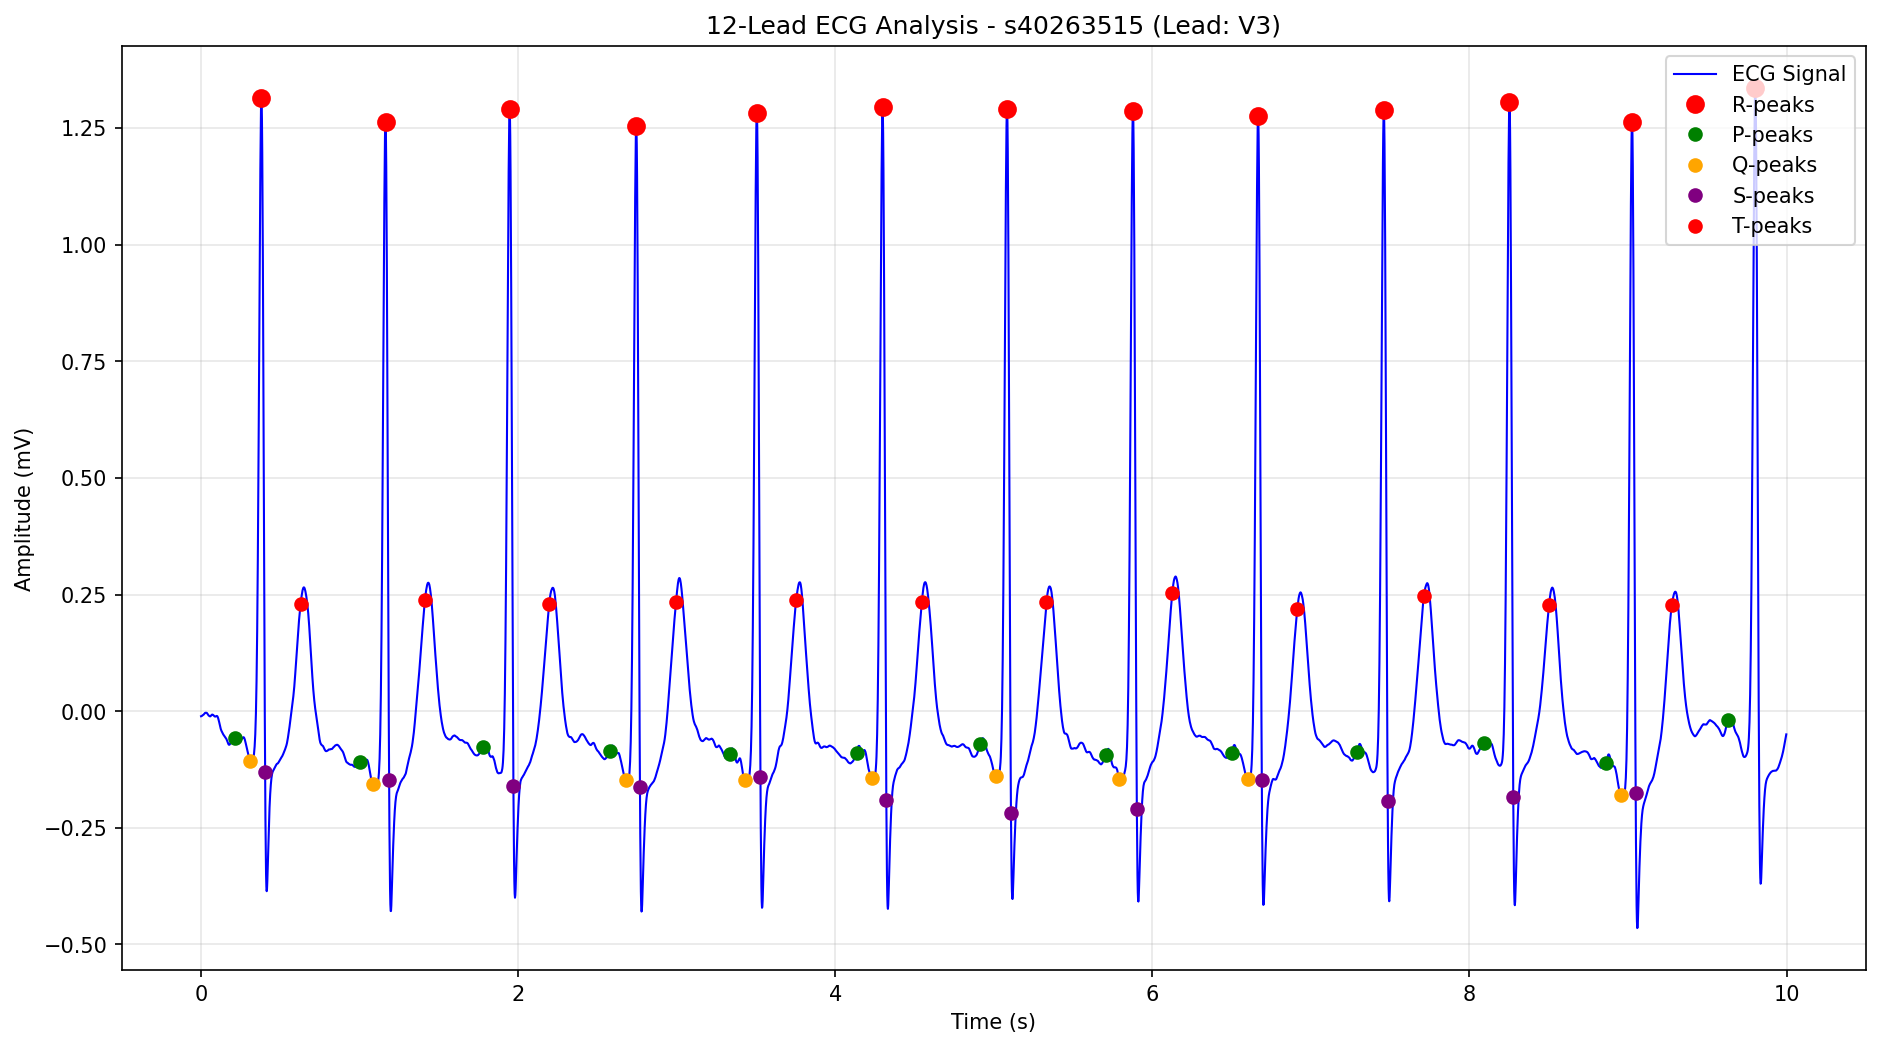 12-Lead ECG Analysis - s40263515 (Lead: V3)
ECG Signal
R-peaks
P-peaks
Q-peaks
S-peaks
T-peaks
Amplitude (mV)
1.25
1.00
0.75
0.50
0.25
0.00
−0.25
−0.50
0 2 4 6 8 10
Time (s)